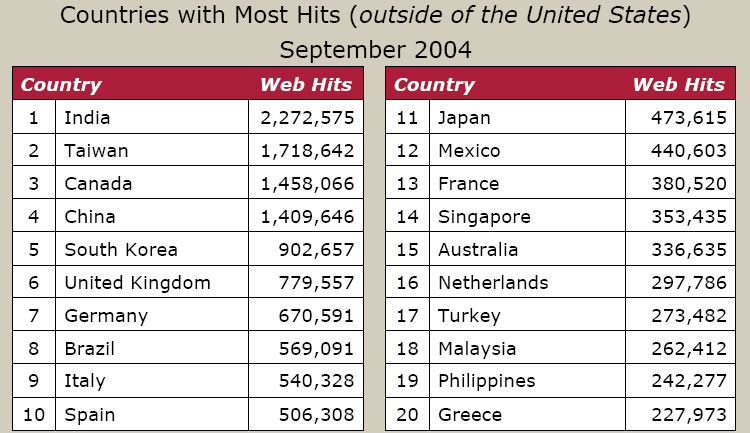 Countries with Most Hits (outside of the United States)
September 2004
Country Web Hits
1 India 2,272,575
2 Taiwan 1,718,642
3 Canada 1,458,066
4 China 1,409,646
5 South Korea 902,657
6 United Kingdom 779,557
7 Germany 670,591
8 Brazil 569,091
9 Italy 540,328
10 Spain 506,308
Country Web Hits
11 Japan 473,615
12 Mexico 440,603
13 France 380,520
14 Singapore 353,435
15 Australia 336,635
16 Netherlands 297,786
17 Turkey 273,482
18 Malaysia 262,412
19 Philippines 242,277
20 Greece 227,973